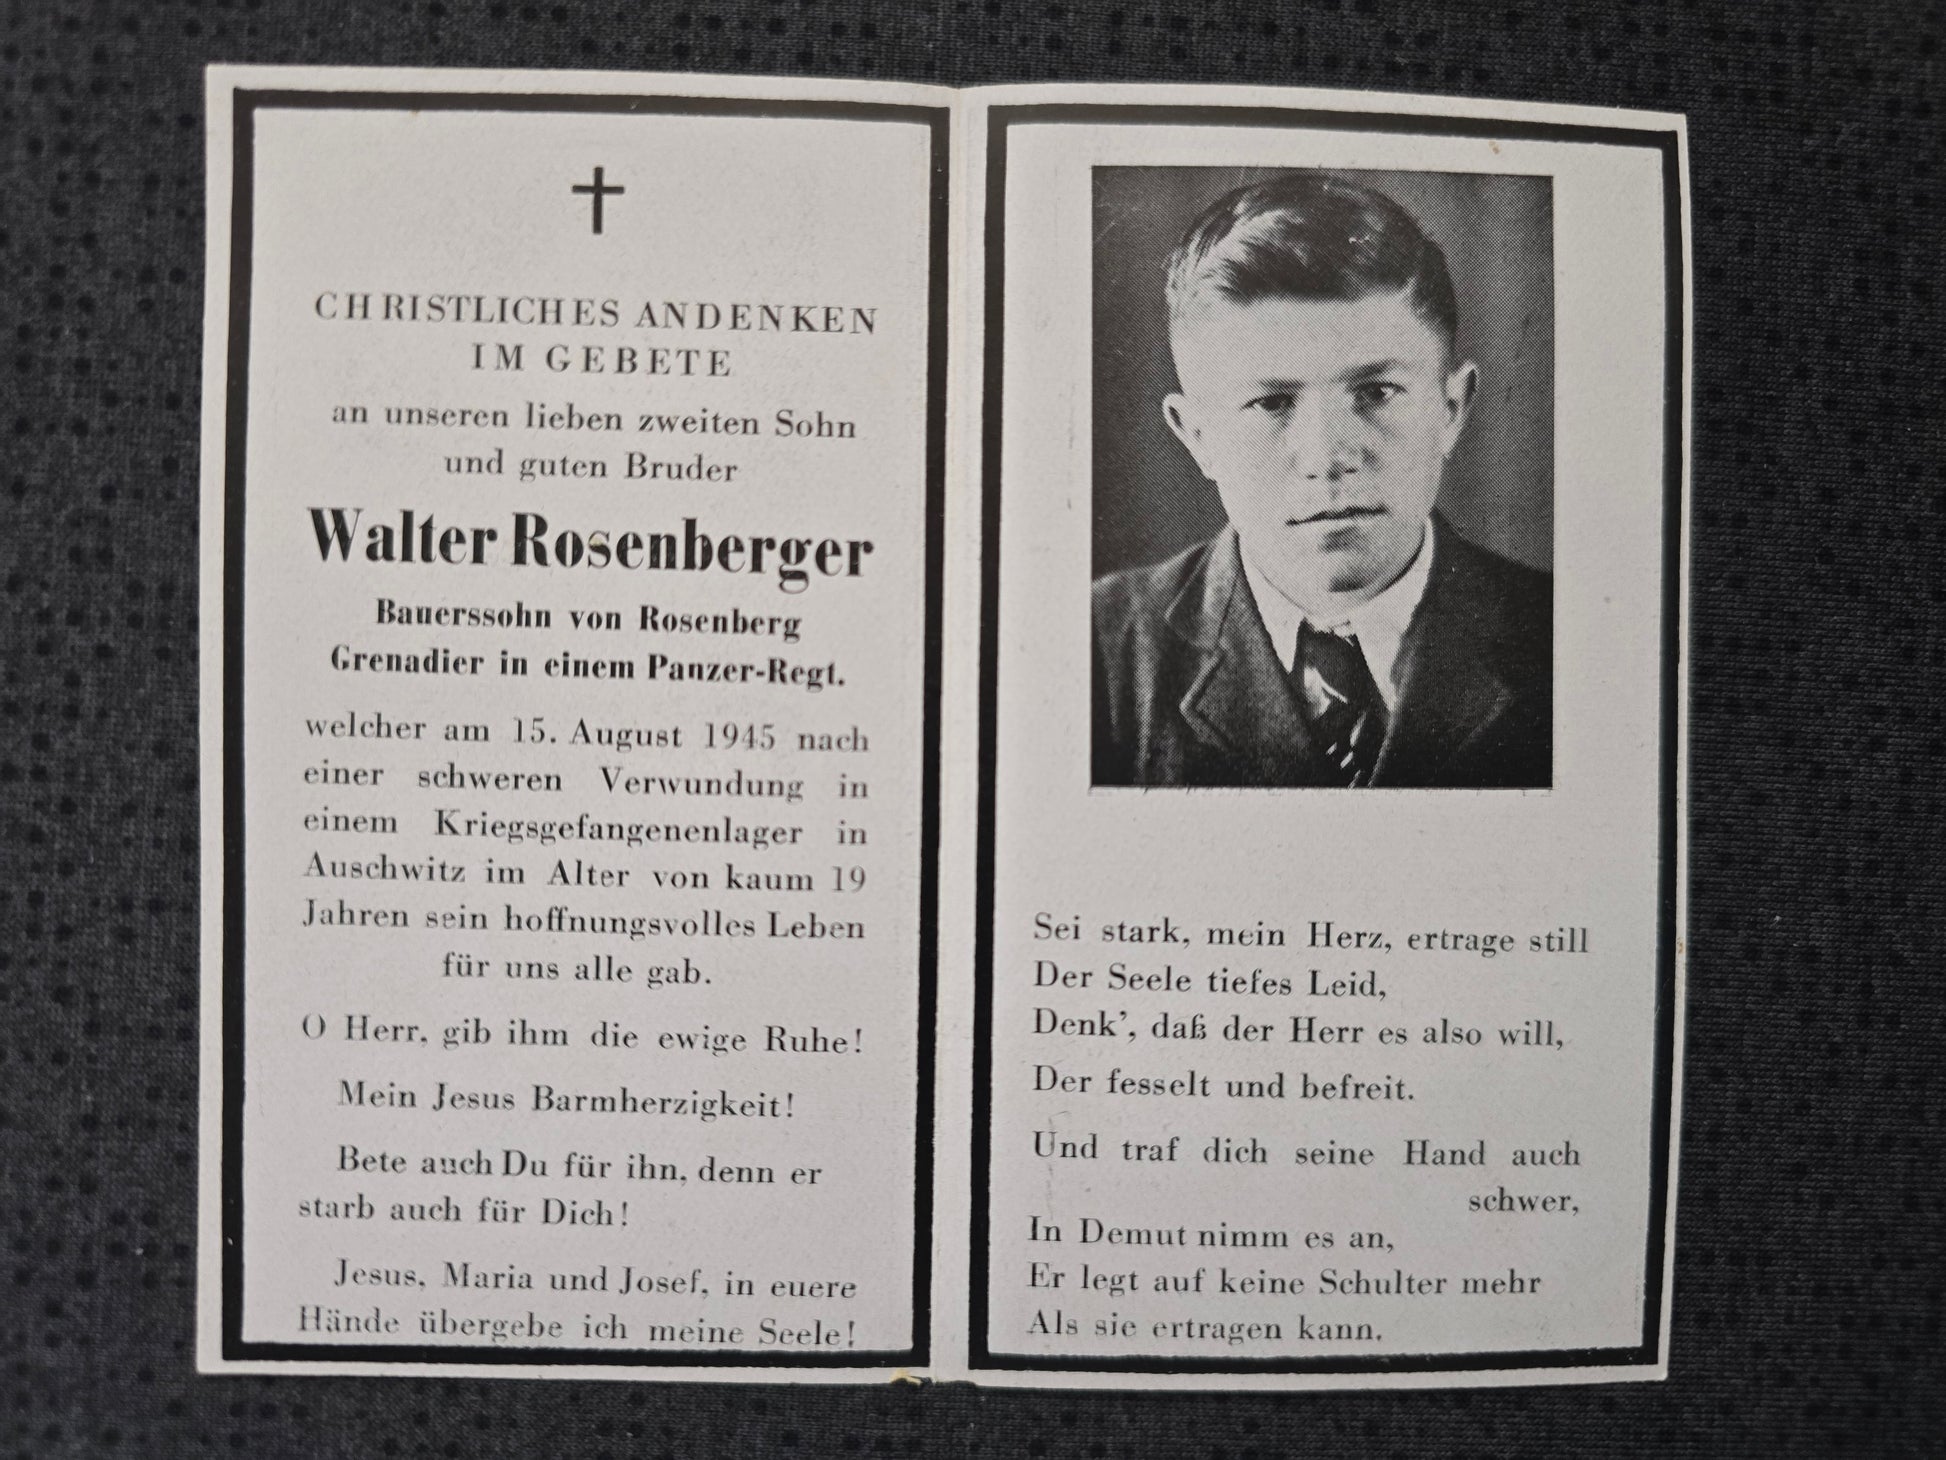 CHRISTLICHES ANDENKEN
IM GEBETE
an unseren lieben zweiten Sohn
und guten Bruder
Walter Rosenberger
Bauerssohn von Rosenberg
Grenadier in einem Panzer-Regt.
welcher am 15. August 1945 nach
einer schweren Verwundung in
einem Kriegsgefangenenlager in
Auschwitz im Alter von kaum 19
Jahren sein hoffnungsvolles Leben
für uns alle gab.
O Herr, gib ihm die ewige Ruhe!
Mein Jesus Barmherzigkeit!
Bete auch Du für ihn, denn er
starb auch für Dich!
Jesus, Maria und Josef, in euere
Hände übergebe ich meine Seele!
Sei stark, mein Herz, ertrage still
Der Seele tiefes Leid,
Denk', daß der Herr es also will,
Der fesselt und befreit.
Und traf dich seine Hand auch
schwer,
In Demut nimm es an,
Er legt auf keine Schulter mehr
Als sie ertragen kann.